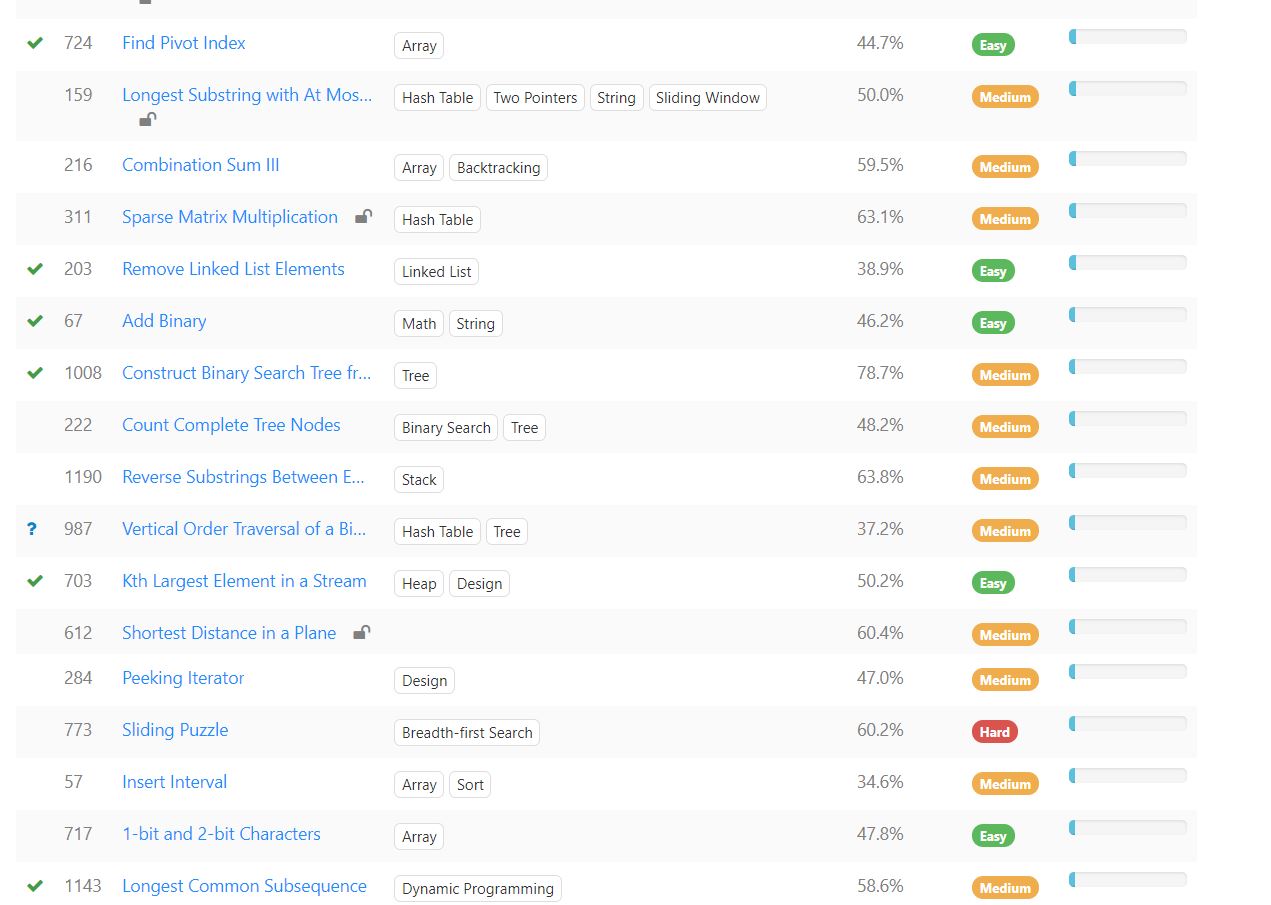 724 Find Pivot Index Array 44.7% Easy
159 Longest Substring with At Mos... Hash Table Two Pointers String Sliding Window 50.0% Medium
216 Combination Sum III Array Backtracking 59.5% Medium
311 Sparse Matrix Multiplication Hash Table 63.1% Medium
203 Remove Linked List Elements Linked List 38.9% Easy
67 Add Binary Math String 46.2% Easy
1008 Construct Binary Search Tree fr... Tree 78.7% Medium
222 Count Complete Tree Nodes Binary Search Tree 48.2% Medium
1190 Reverse Substrings Between E... Stack 63.8% Medium
? 987 Vertical Order Traversal of a Bi... Hash Table Tree 37.2% Medium
703 Kth Largest Element in a Stream Heap Design 50.2% Easy
612 Shortest Distance in a Plane 60.4% Medium
284 Peeking Iterator Design 47.0% Medium
773 Sliding Puzzle Breadth-first Search 60.2% Hard
57 Insert Interval Array Sort 34.6% Medium
717 1-bit and 2-bit Characters Array 47.8% Easy
1143 Longest Common Subsequence Dynamic Programming 58.6% Medium